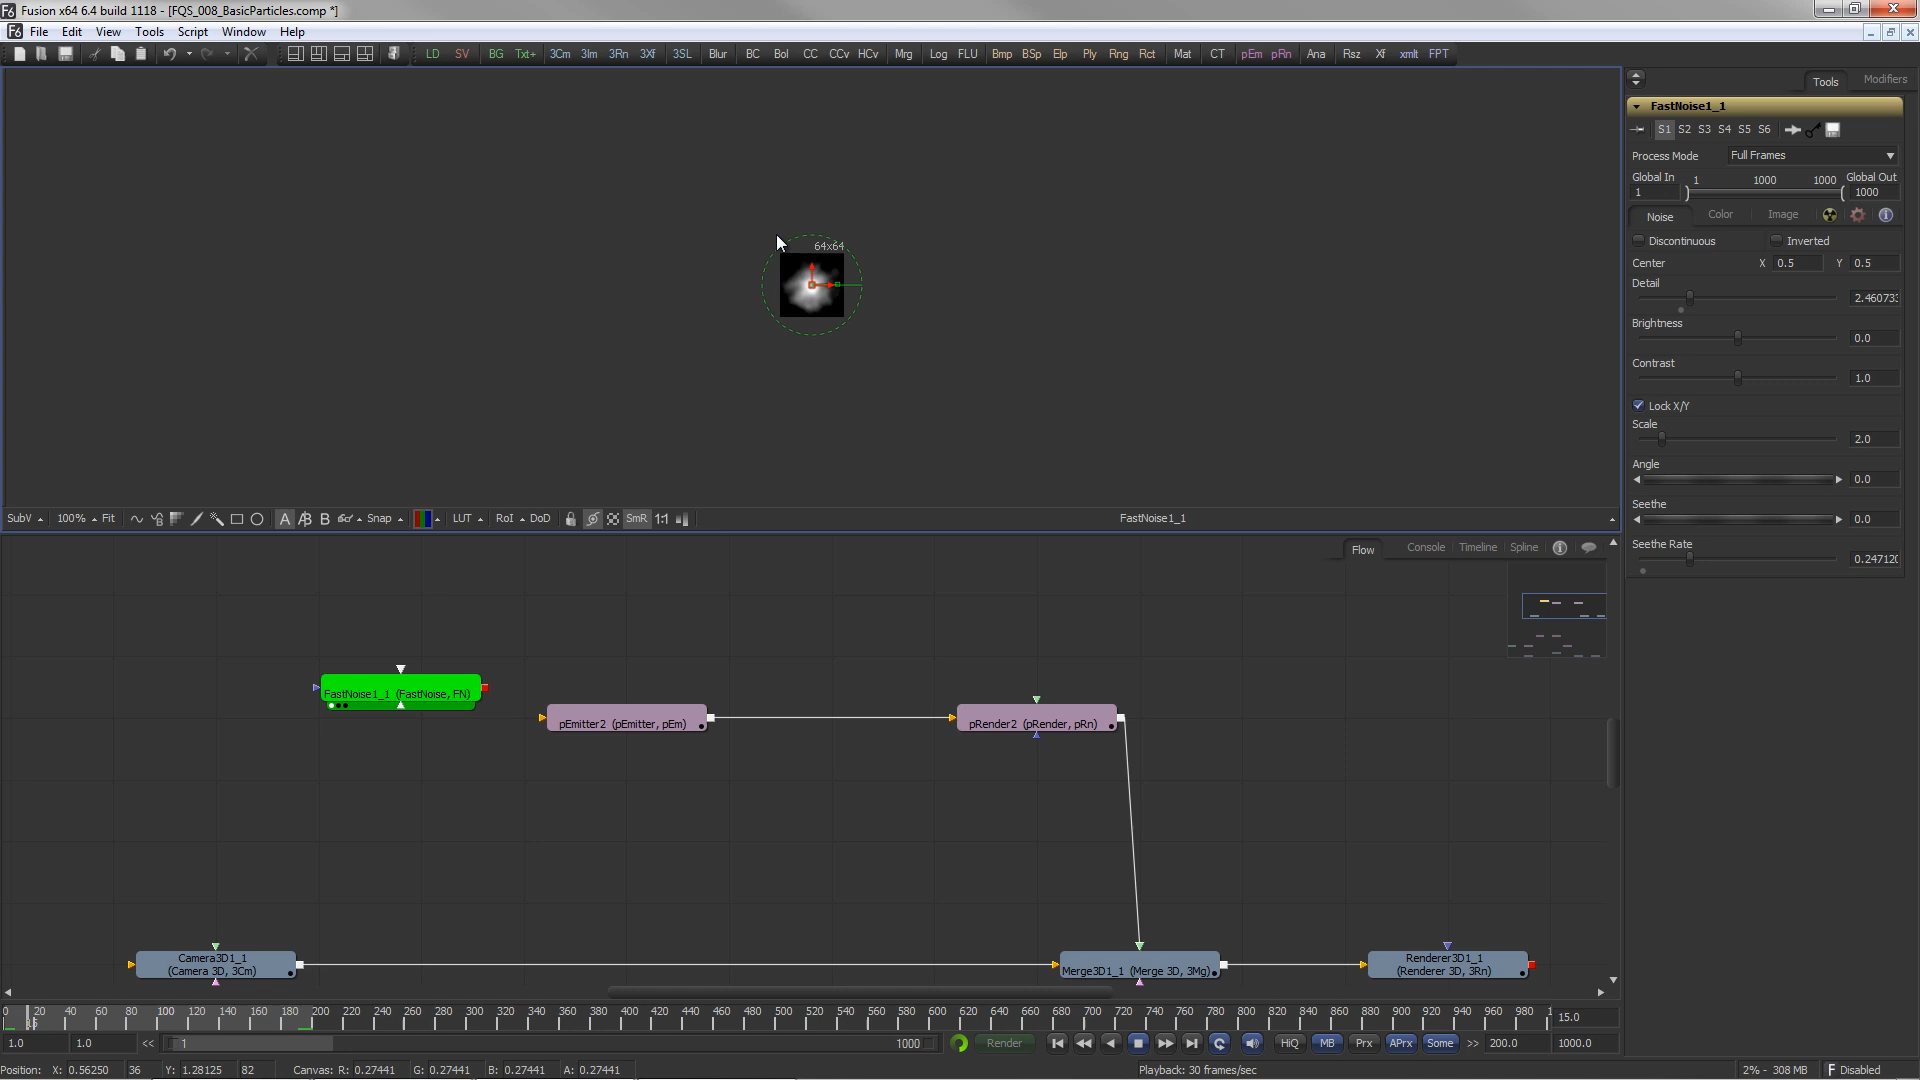 Fusion x64 6.4 build 1118 - [FQS_008_BasicParticles.comp *]
File Edit View Tools Script Window Help
LD SV BG Txt+ 3Cm 3Im 3Rn 3Xf 3SL Blur BC Bol CC CCv HCv Mrg Log FLU Bmp BSp Elp Ply Rng Rct Mat CT pEm pRn Ana Rsz Xf xmlt FPT
Tools Modifiers
FastNoise1_1
S1 S2 S3 S4 S5 S6
Process Mode Full Frames
Global In 1 1000 1000 Global Out
1 1000
Noise Color Image
Discontinuous Inverted
Center X 0.5 Y 0.5
Detail
2.460733
Brightness
0.0
Contrast
1.0
Lock X/Y
Scale
2.0
Angle
0.0
Seethe
0.0
Seethe Rate
0.247120
64x64
SubV 100% Fit A B Snap LUT RoI DoD SmR 1:1 FastNoise1_1
Flow Console Timeline Spline
FastNoise1_1 (FastNoise, FN)
pEmitter2 (pEmitter, pEm)
pRender2 (pRender, pRn)
Camera3D1_1
(Camera 3D, 3Cm)
Merge3D1_1 (Merge 3D, 3Mg)
Renderer3D1_1
(Renderer 3D, 3Rn)
0 20 40 60 80 100 120 140 160 180 200 220 240 260 280 300 320 340 360 380 400 420 440 460 480 500 520 540 560 580 600 620 640 660 680 700 720 740 760 780 800 820 840 860 880 900 920 940 960 980 1
15 15.0
1.0 1.0 << 1 1000 Render HiQ MB Prx APrx Some >> 200.0 1000.0
Position: X: 0.56250 36 Y: 1.28125 82 Canvas: R: 0.27441 G: 0.27441 B: 0.27441 A: 0.27441 Playback: 30 frames/sec 2% - 308 MB Disabled